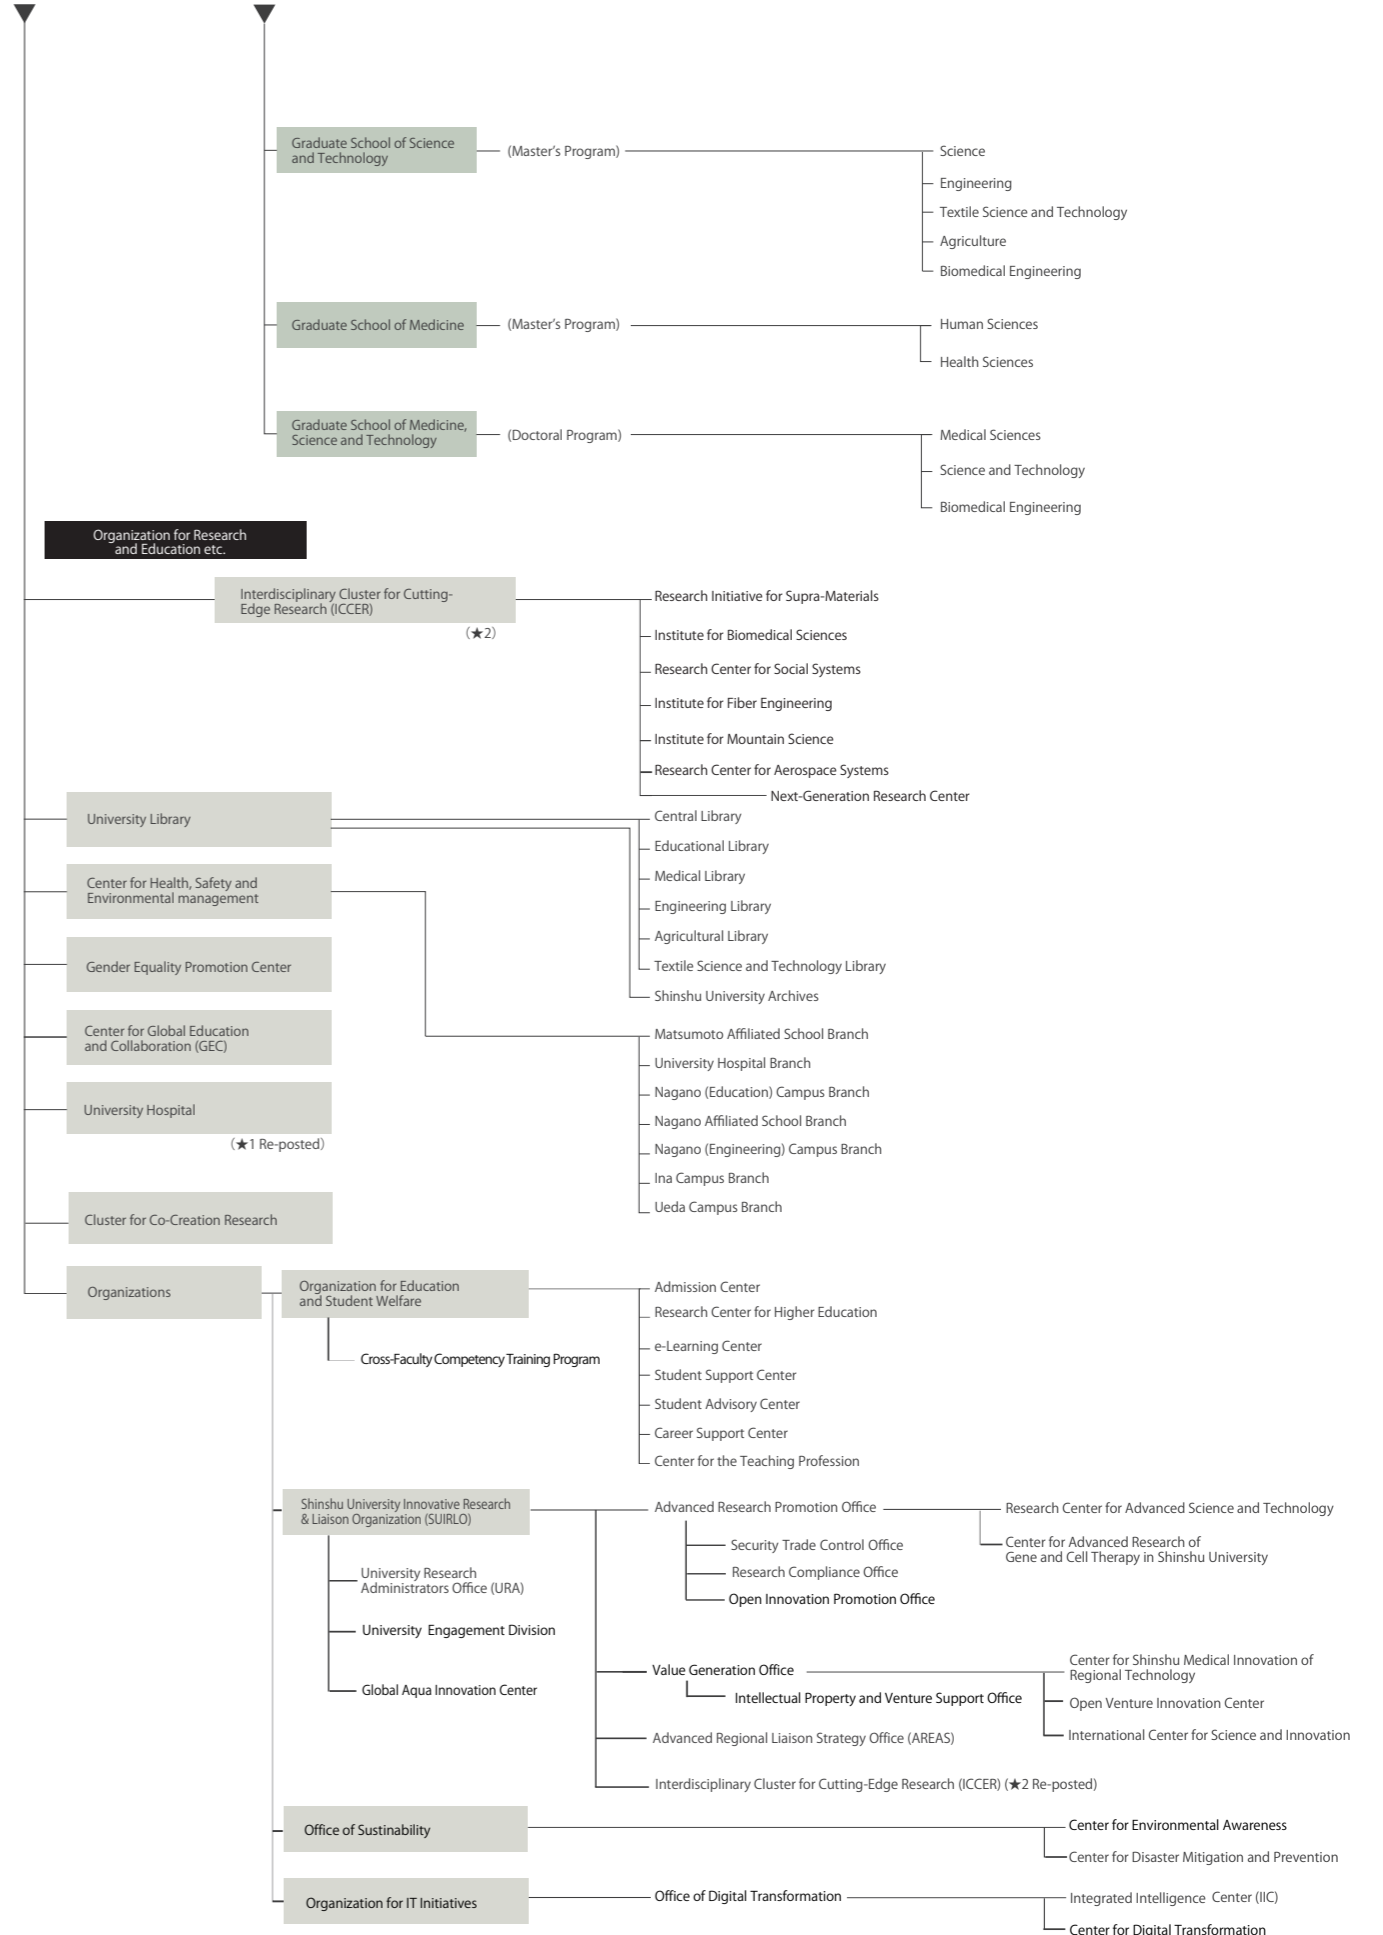 Graduate School of Science
and Technology
(Master's Program)
Science
Engineering
Textile Science and Technology
Agriculture
Biomedical Engineering
Graduate School of Medicine
(Master's Program)
Human Sciences
Health Sciences
Graduate School of Medicine,
Science and Technology
(Doctoral Program)
Medical Sciences
Science and Technology
Biomedical Engineering
Organization for Research
and Education etc.
Interdisciplinary Cluster for Cutting-
Edge Research (ICCER)
(★2)
Research Initiative for Supra-Materials
Institute for Biomedical Sciences
Research Center for Social Systems
Institute for Fiber Engineering
Institute for Mountain Science
Research Center for Aerospace Systems
Next-Generation Research Center
University Library
Central Library
Educational Library
Medical Library
Engineering Library
Agricultural Library
Textile Science and Technology Library
Shinshu University Archives
Center for Health, Safety and
Environmental management
Matsumoto Affiliated School Branch
University Hospital Branch
Nagano (Education) Campus Branch
Nagano Affiliated School Branch
Nagano (Engineering) Campus Branch
Ina Campus Branch
Ueda Campus Branch
Gender Equality Promotion Center
Center for Global Education
and Collaboration (GEC)
University Hospital
(★1 Re-posted)
Cluster for Co-Creation Research
Organizations
Organization for Education
and Student Welfare
Cross-Faculty Competency Training Program
Admission Center
Research Center for Higher Education
e-Learning Center
Student Support Center
Student Advisory Center
Career Support Center
Center for the Teaching Profession
Shinshu University Innovative Research
& Liaison Organization (SUIRLO)
University Research
Administrators Office (URA)
University Engagement Division
Global Aqua Innovation Center
Advanced Research Promotion Office
Security Trade Control Office
Research Compliance Office
Open Innovation Promotion Office
Research Center for Advanced Science and Technology
Center for Advanced Research of
Gene and Cell Therapy in Shinshu University
Value Generation Office
Intellectual Property and Venture Support Office
Center for Shinshu Medical Innovation of
Regional Technology
Open Venture Innovation Center
International Center for Science and Innovation
Advanced Regional Liaison Strategy Office (AREAS)
Interdisciplinary Cluster for Cutting-Edge Research (ICCER) (★2 Re-posted)
Office of Sustinability
Center for Environmental Awareness
Center for Disaster Mitigation and Prevention
Organization for IT Initiatives
Office of Digital Transformation
Integrated Intelligence Center (IIC)
Center for Digital Transformation